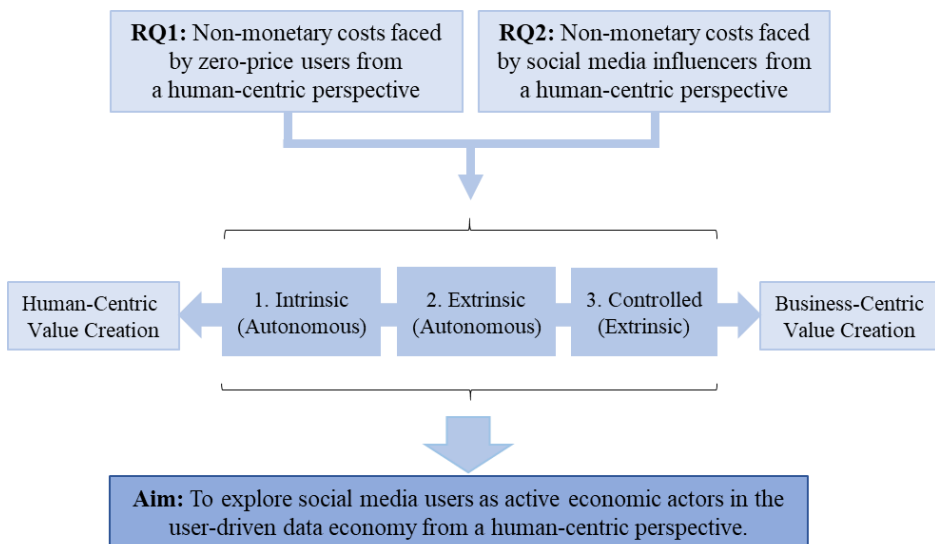 RQ1: Non-monetary costs faced
by zero-price users from
a human-centric perspective
RQ2: Non-monetary costs faced
by social media influencers from
a human-centric perspective
Human-Centric
Value Creation
1. Intrinsic
(Autonomous)
2. Extrinsic
(Autonomous)
3. Controlled
(Extrinsic)
Business-Centric
Value Creation
Aim: To explore social media users as active economic actors in the
user-driven data economy from a human-centric perspective.